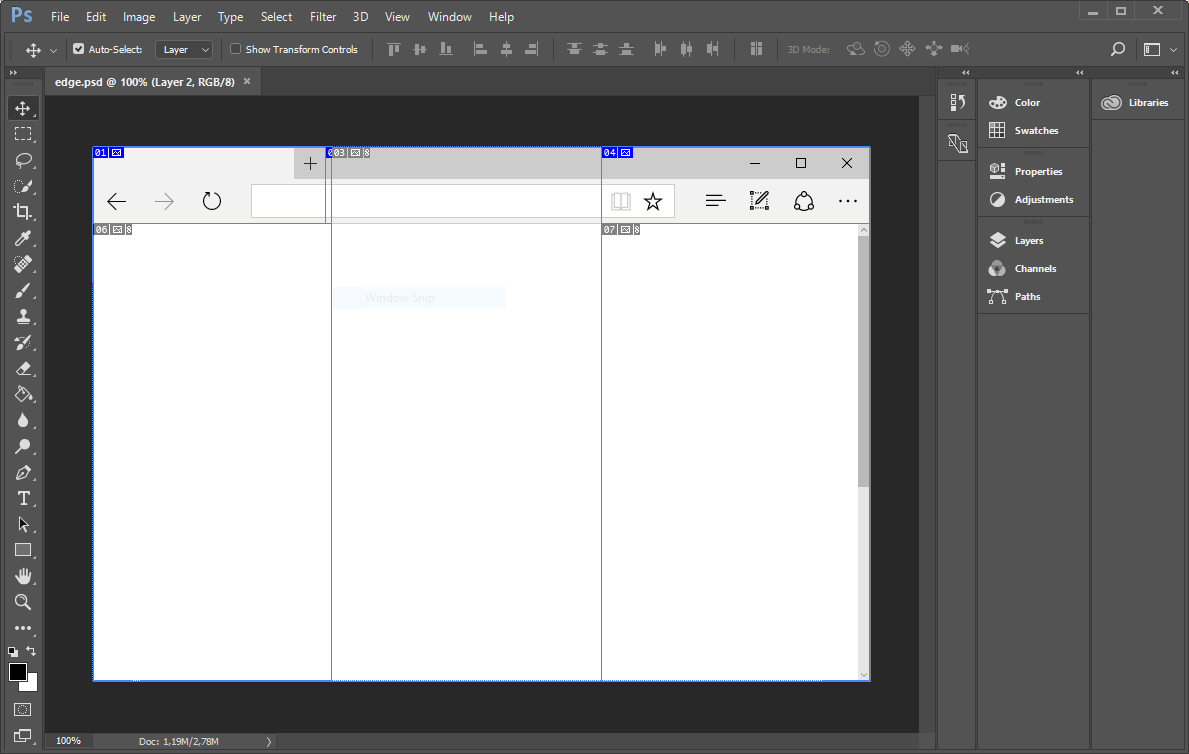 Ps File Edit Image Layer Type Select Filter 3D View Window Help
Auto-Select: Layer Show Transform Controls 3D Mode:
edge.psd @ 100% (Layer 2, RGB/8) ×
Color
Swatches
Properties
Adjustments
Layers
Channels
Paths
Libraries
01 03 04
06 07
Window Snip
100% Doc: 1,19M/2,78M